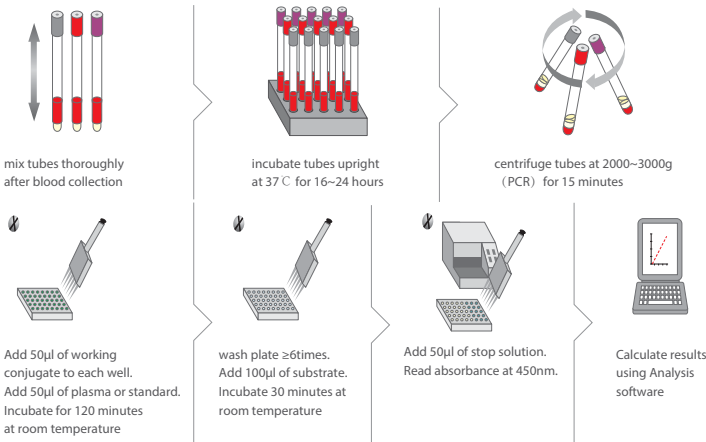 mix tubes thoroughly
after blood collection
incubate tubes upright
at 37℃ for 16~24 hours
centrifuge tubes at 2000~3000g
（PCR）for 15 minutes
Add 50μl of working
conjugate to each well.
Add 50μl of plasma or standard.
Incubate for 120 minutes
at room temperature
wash plate ≥6times.
Add 100μl of substrate.
Incubate 30 minutes at
room temperature
Add 50μl of stop solution.
Read absorbance at 450nm.
Calculate results
using Analysis
software